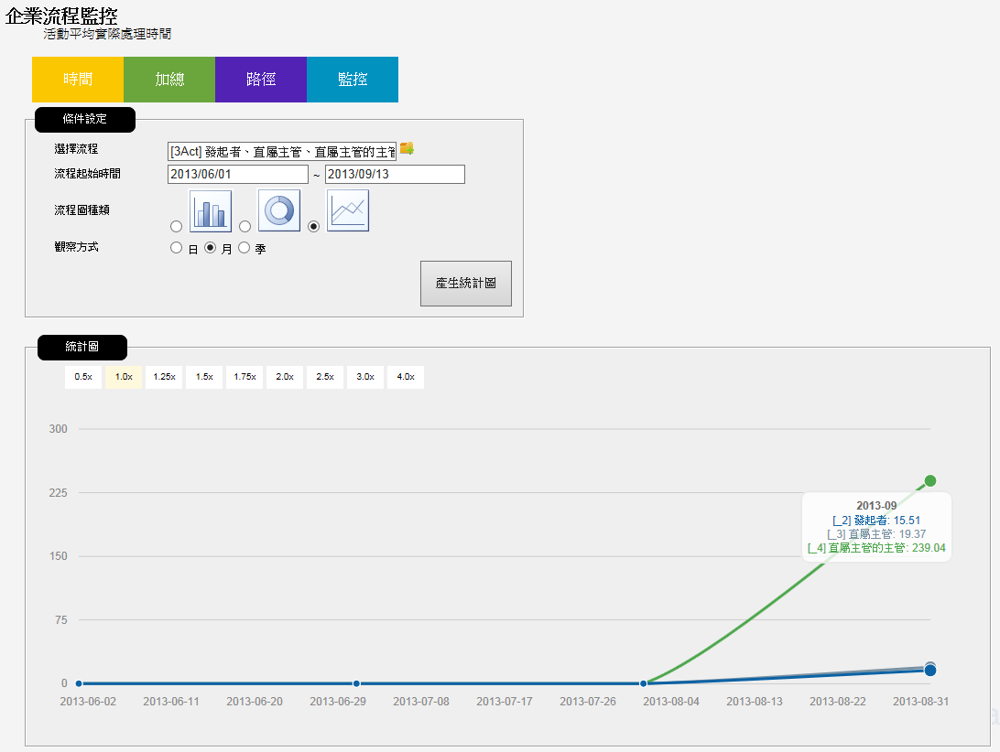 企業流程監控
活動平均實際處理時間
時間 加總 路徑 監控
條件設定
選擇流程 [3Act] 發起者、直屬主管、直屬主管的主管
流程起始時間 2013/06/01 ~ 2013/09/13
流程圖種類
觀察方式 日 月 季
產生統計圖
統計圖
0.5x 1.0x 1.25x 1.5x 1.75x 2.0x 2.5x 3.0x 4.0x
300
225
2013-09
[_2] 發起者: 15.51
[_3] 直屬主管: 19.37
[_4] 直屬主管的主管: 239.04
150
75
0
2013-06-02 2013-06-11 2013-06-20 2013-06-29 2013-07-08 2013-07-17 2013-07-26 2013-08-04 2013-08-13 2013-08-22 2013-08-31